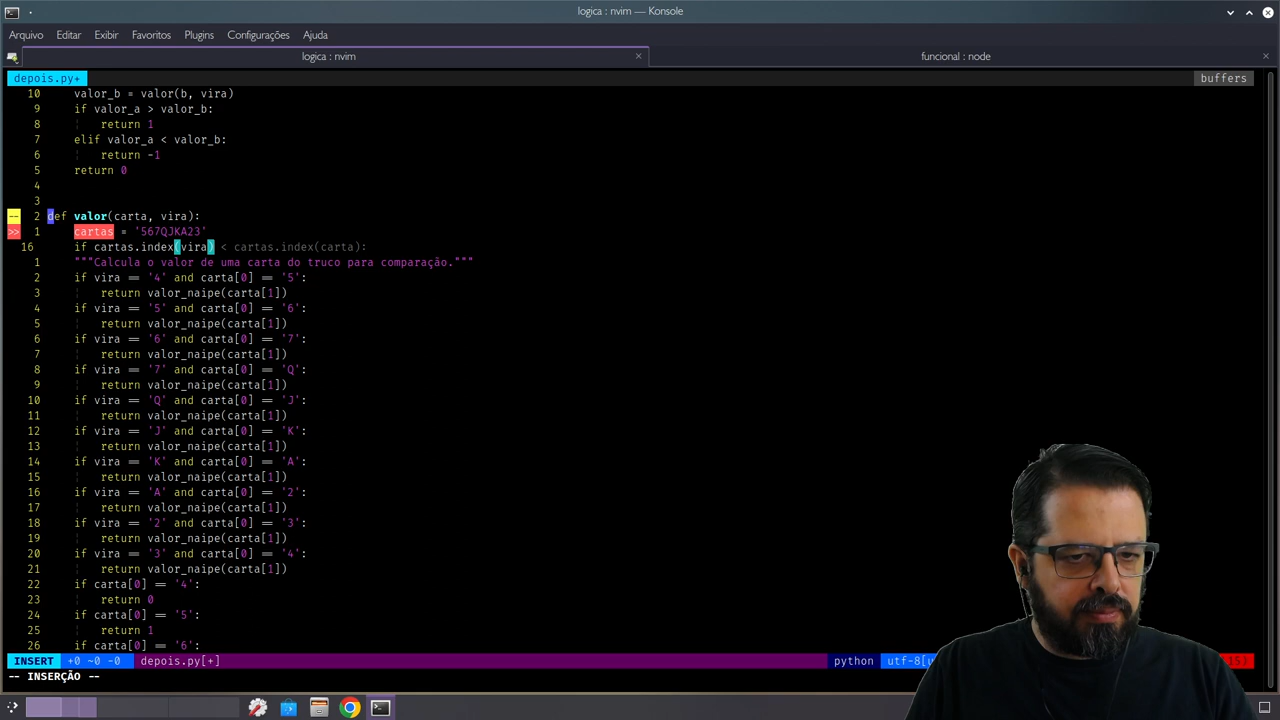 logica : nvim — Konsole
Arquivo Editar Exibir Favoritos Plugins Configurações Ajuda
logica : nvim funcional : node
depois.py+ buffers
10 valor_b = valor(b, vira)
9 if valor_a > valor_b:
8 return 1
7 elif valor_a < valor_b:
6 return -1
5 return 0
4
3
-- 2 def valor(carta, vira):
>> 1 cartas = '567QJKA23'
16 if cartas.index(vira) < cartas.index(carta):
1 """Calcula o valor de uma carta do truco para comparação."""
2 if vira == '4' and carta[0] == '5':
3 return valor_naipe(carta[1])
4 if vira == '5' and carta[0] == '6':
5 return valor_naipe(carta[1])
6 if vira == '6' and carta[0] == '7':
7 return valor_naipe(carta[1])
8 if vira == '7' and carta[0] == 'Q':
9 return valor_naipe(carta[1])
10 if vira == 'Q' and carta[0] == 'J':
11 return valor_naipe(carta[1])
12 if vira == 'J' and carta[0] == 'K':
13 return valor_naipe(carta[1])
14 if vira == 'K' and carta[0] == 'A':
15 return valor_naipe(carta[1])
16 if vira == 'A' and carta[0] == '2':
17 return valor_naipe(carta[1])
18 if vira == '2' and carta[0] == '3':
19 return valor_naipe(carta[1])
20 if vira == '3' and carta[0] == '4':
21 return valor_naipe(carta[1])
22 if carta[0] == '4':
23 return 0
24 if carta[0] == '5':
25 return 1
26 if carta[0] == '6':
INSERT +0 ~0 -0 depois.py[+] python utf-8
-- INSERÇÃO --